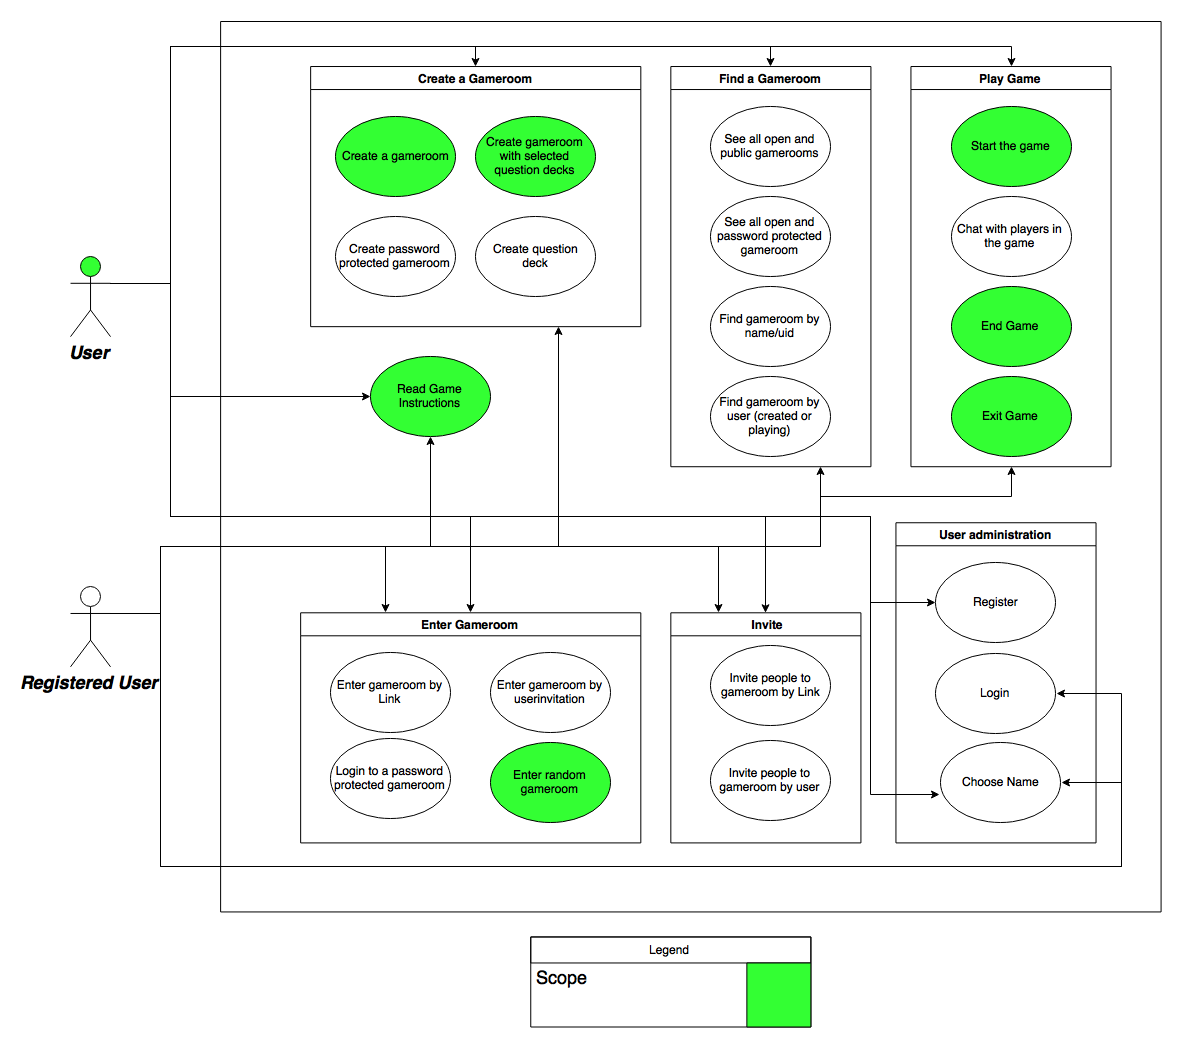 Create a Gameroom
Create a gameroom
Create gameroom
with selected
question decks
Create password
protected gameroom
Create question
deck
Find a Gameroom
See all open and
public gamerooms
See all open and
password protected
gameroom
Find gameroom by
name/uid
Find gameroom by
user (created or
playing)
Play Game
Start the game
Chat with players in
the game
End Game
Exit Game
User
Read Game
Instructions
Registered User
Enter Gameroom
Enter gameroom by
Link
Enter gameroom by
userinvitation
Login to a password
protected gameroom
Enter random
gameroom
Invite
Invite people to
gameroom by Link
Invite people to
gameroom by user
User administration
Register
Login
Choose Name
Legend
Scope